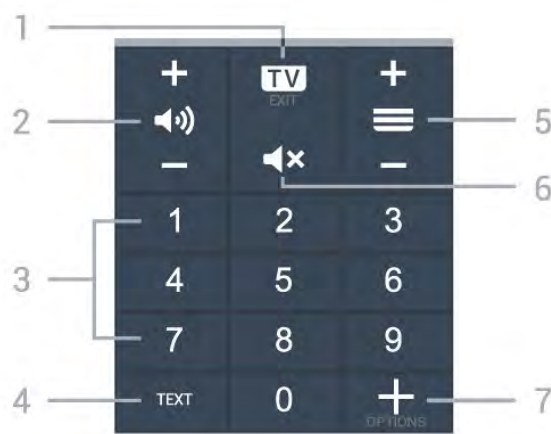 1
+ TV +
EXIT
2
5
− −
6
1 2 3
3
4 5 6
7 8 9
4 TEXT 0 + 7
OPTIONS